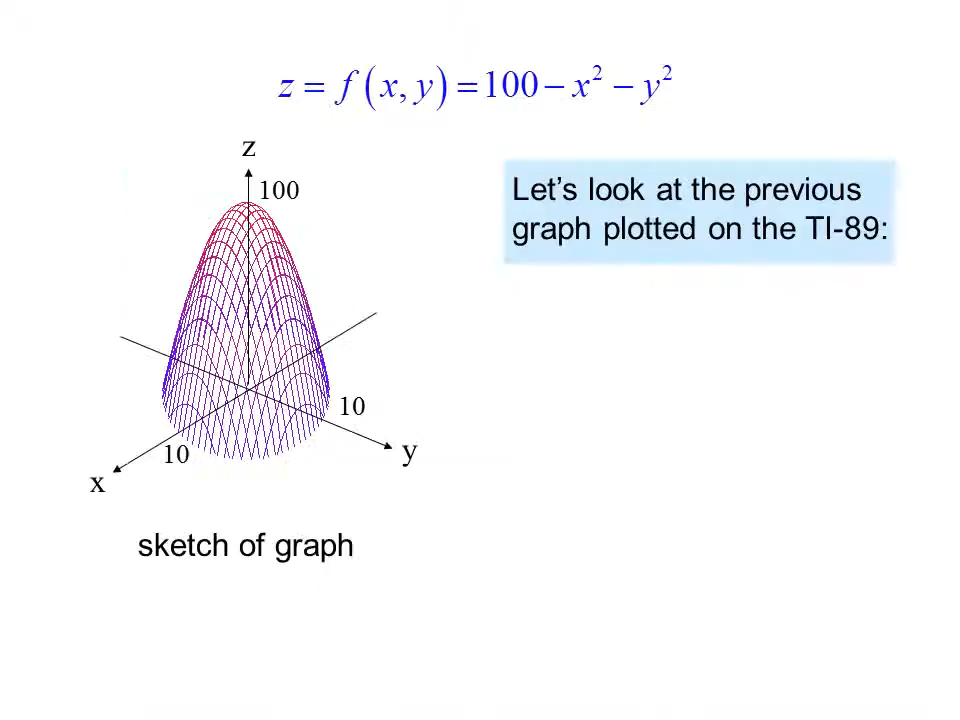 z = f(x, y) = 100 − x² − y²
z
100
Let’s look at the previous
graph plotted on the TI-89:
10
10
y
x
sketch of graph